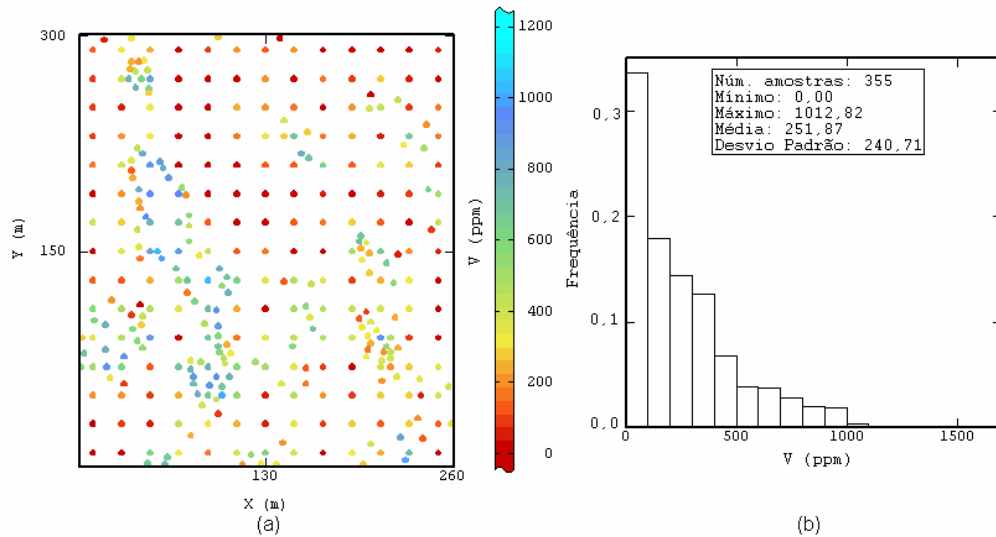 300
150
Y (m)
130
260
X (m)
(a)
1200
1000
800
600
400
200
0
V (ppm)
Núm. amostras: 355
Mínimo: 0,00
Máximo: 1012,82
Média: 251,87
Desvio Padrão: 240,71
0,3
0,2
0,1
0,0
Frequência
0
500
1000
1500
V (ppm)
(b)